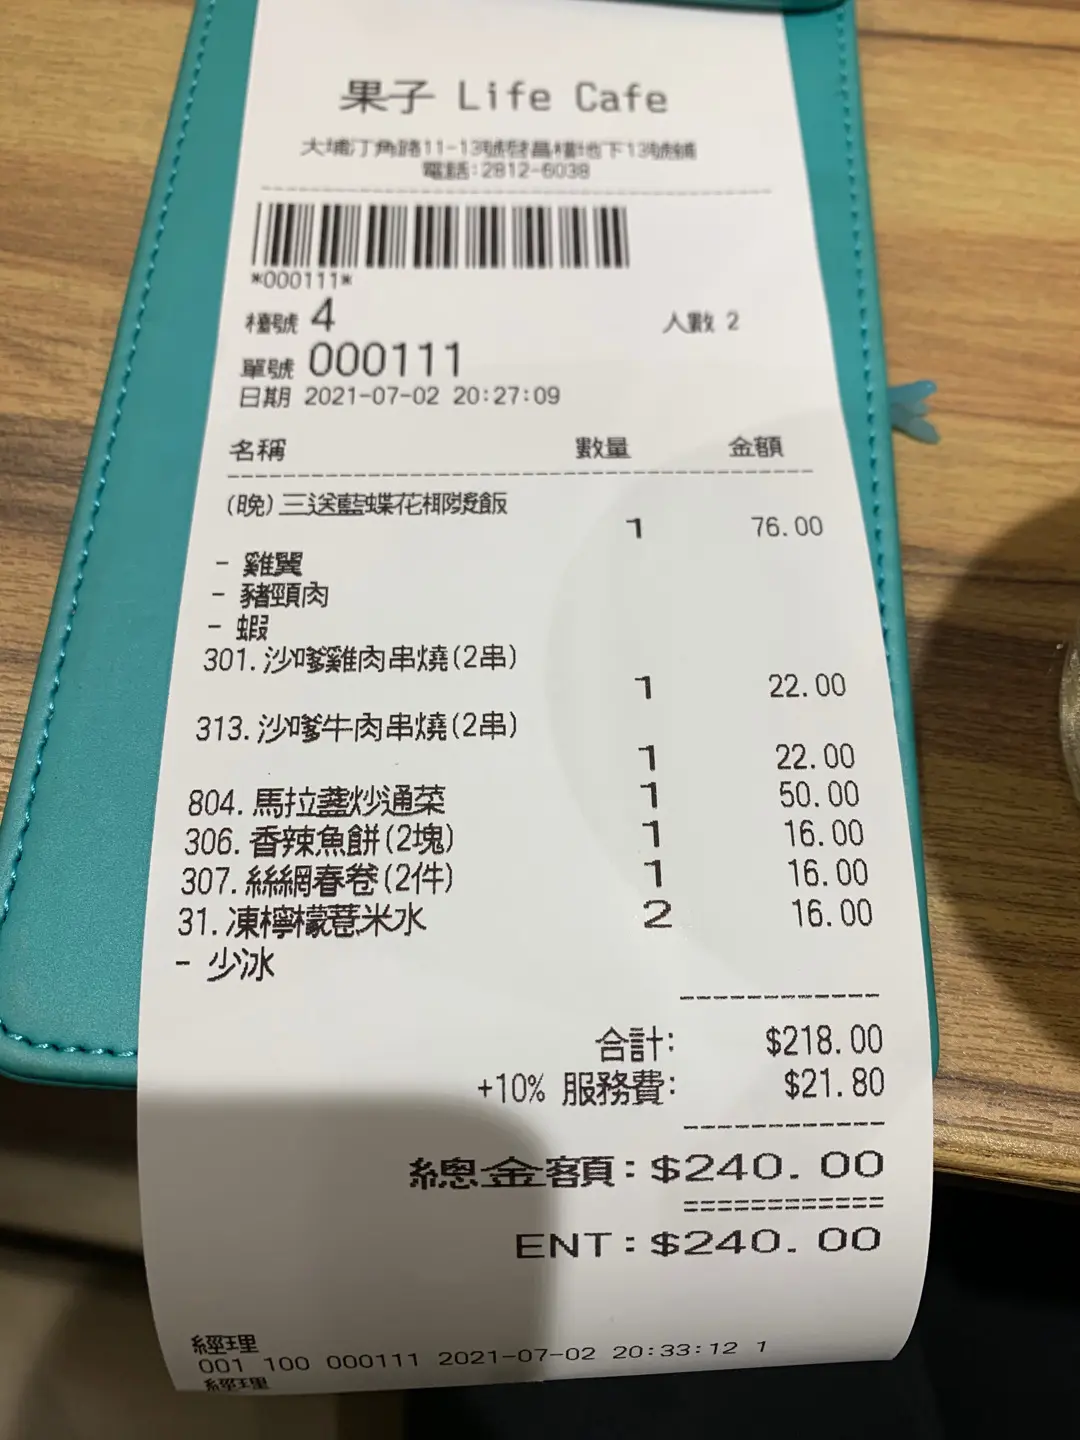 果子 Life Cafe
大埔汀角路11-13號啓昌樓地下13號舖
電話:2812-6038
*000111*
檯號 4 人數 2
單號 000111
日期 2021-07-02 20:27:09
名稱 數量 金額
(晚)三送藍蝶花椰漿飯
1 76.00
- 雞翼
- 豬頸肉
- 蝦
301.沙嗲雞肉串燒(2串)
1 22.00
313.沙嗲牛肉串燒(2串)
1 22.00
804.馬拉盞炒通菜 1 50.00
306.香辣魚餅(2塊) 1 16.00
307.絲網春卷(2件) 1 16.00
31.凍檸檬薏米水 2 16.00
- 少冰
合計: $218.00
+10% 服務費: $21.80
總金額:$240.00
ENT:$240.00
經理
001 100 000111 2021-07-02 20:33:12 1
經理